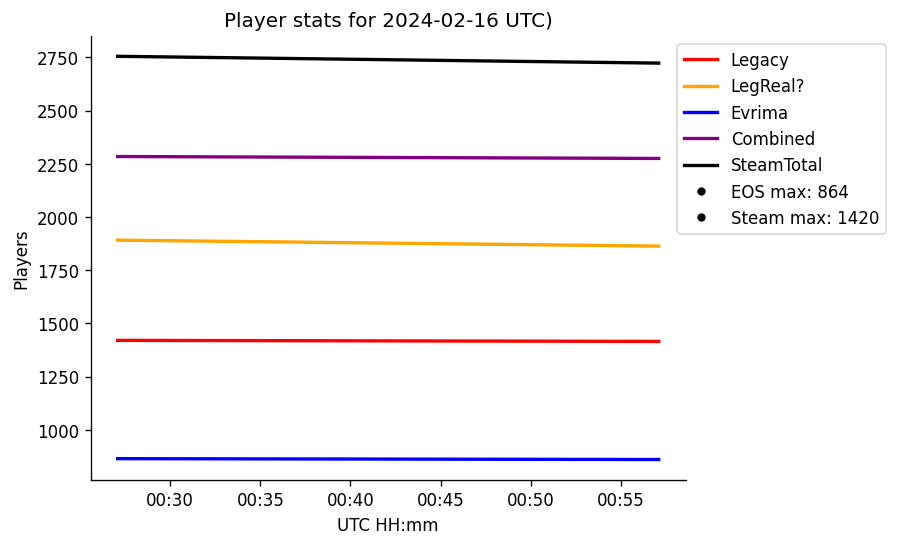 Player stats for 2024-02-16 UTC)
Players
2750
2500
2250
2000
1750
1500
1250
1000
00:30 00:35 00:40 00:45 00:50 00:55
UTC HH:mm
Legacy
LegReal?
Evrima
Combined
SteamTotal
EOS max: 864
Steam max: 1420